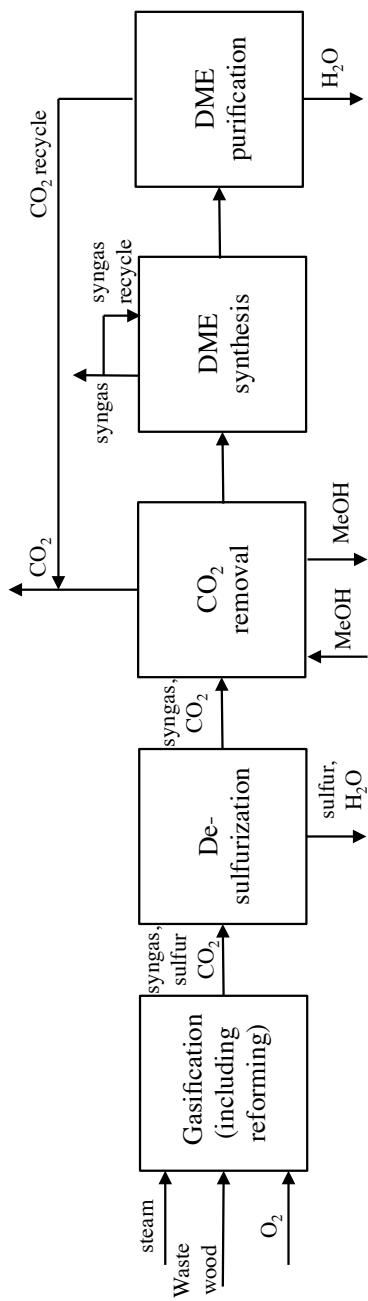 steam
Waste
wood
O₂
Gasification
(including
reforming)
syngas,
sulfur
CO₂
De-
sulfurization
sulfur,
H₂O
syngas,
CO₂
CO₂
removal
MeOH
MeOH
CO₂
CO₂ recycle
syngas
syngas
recycle
DME
synthesis
DME
purification
H₂O